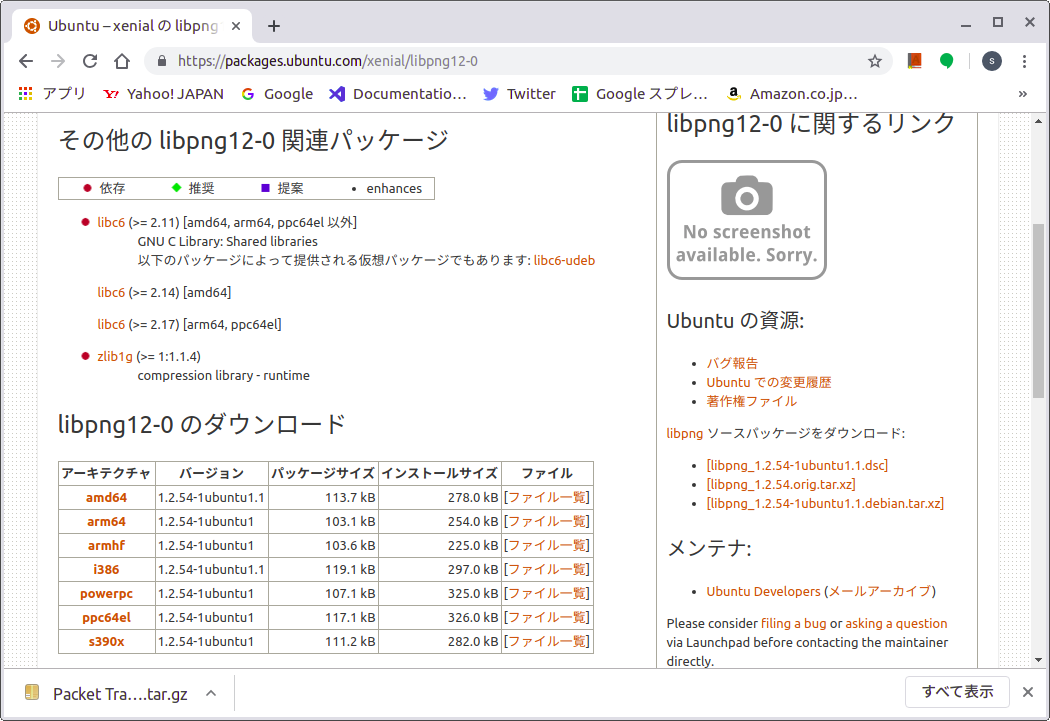 Ubuntu – xenial の libpng
https://packages.ubuntu.com/xenial/libpng12-0
S
アプリ Yahoo! JAPAN Google Documentatio… Twitter Google スプレ… Amazon.co.jp… »
その他の libpng12-0 関連パッケージ
依存 推奨 提案 enhances
libc6 (>= 2.11) [amd64, arm64, ppc64el 以外]
GNU C Library: Shared libraries
以下のパッケージによって提供される仮想パッケージでもあります: libc6-udeb
libc6 (>= 2.14) [amd64]
libc6 (>= 2.17) [arm64, ppc64el]
zlib1g (>= 1:1.1.4)
compression library - runtime
libpng12-0 のダウンロード
アーキテクチャ バージョン パッケージサイズ インストールサイズ ファイル
amd64 1.2.54-1ubuntu1.1 113.7 kB 278.0 kB [ファイル一覧]
arm64 1.2.54-1ubuntu1 103.1 kB 254.0 kB [ファイル一覧]
armhf 1.2.54-1ubuntu1 103.6 kB 225.0 kB [ファイル一覧]
i386 1.2.54-1ubuntu1.1 119.1 kB 297.0 kB [ファイル一覧]
powerpc 1.2.54-1ubuntu1 107.1 kB 325.0 kB [ファイル一覧]
ppc64el 1.2.54-1ubuntu1 117.1 kB 326.0 kB [ファイル一覧]
s390x 1.2.54-1ubuntu1 111.2 kB 282.0 kB [ファイル一覧]
libpng12-0 に関するリンク
No screenshot
available. Sorry.
Ubuntu の資源:
バグ報告
Ubuntu での変更履歴
著作権ファイル
libpng ソースパッケージをダウンロード:
[libpng_1.2.54-1ubuntu1.1.dsc]
[libpng_1.2.54.orig.tar.xz]
[libpng_1.2.54-1ubuntu1.1.debian.tar.xz]
メンテナ:
Ubuntu Developers (メールアーカイブ)
Please consider filing a bug or asking a question
via Launchpad before contacting the maintainer
directly.
Packet Tra….tar.gz
すべて表示